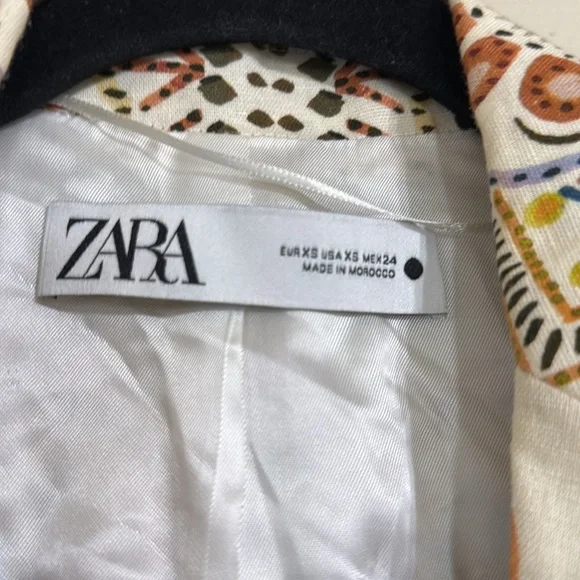 ZARA
EUR XS USA XS MEX 24
MADE IN MOROCCO